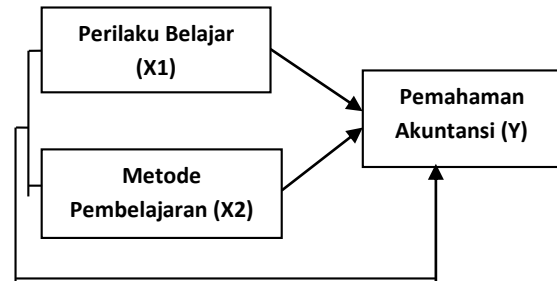 Perilaku Belajar
(X1)
Pemahaman
Akuntansi (Y)
Metode
Pembelajaran (X2)